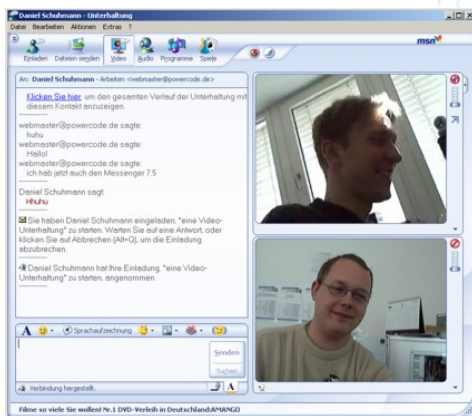 Daniel Schuhmann - Unterhaltung
Datei Bearbeiten Aktionen Extras ?
msn
Einladen Dateien senden Video Audio Programme Spiele
An: Daniel Schuhmann - Arbeiten <webmaster@powercode.de>
Klicken Sie hier, um den gesamten Verlauf der Unterhaltung mit
diesem Kontakt anzuzeigen.
webmaster@powercode.de sagte:
huhu
webmaster@powercode.de sagte:
Hallo!
webmaster@powercode.de sagte:
ich hab jetzt auch den Messenger 7.5
Daniel Schuhmann sagt:
Hhuhu
Sie haben Daniel Schuhmann eingeladen, "eine Video-
Unterhaltung" zu starten. Warten Sie auf eine Antwort, oder
klicken Sie auf Abbrechen (Alt+Q), um die Einladung
abzubrechen.
Daniel Schuhmann hat Ihre Einladung, "eine Video-
Unterhaltung" zu starten, angenommen.
A Sprachaufzeichnung
Senden
Suchen
Verbindung hergestellt.
A
Filme so viele Sie wollen! Nr.1 DVD-Verleih in Deutschland:AMANGO